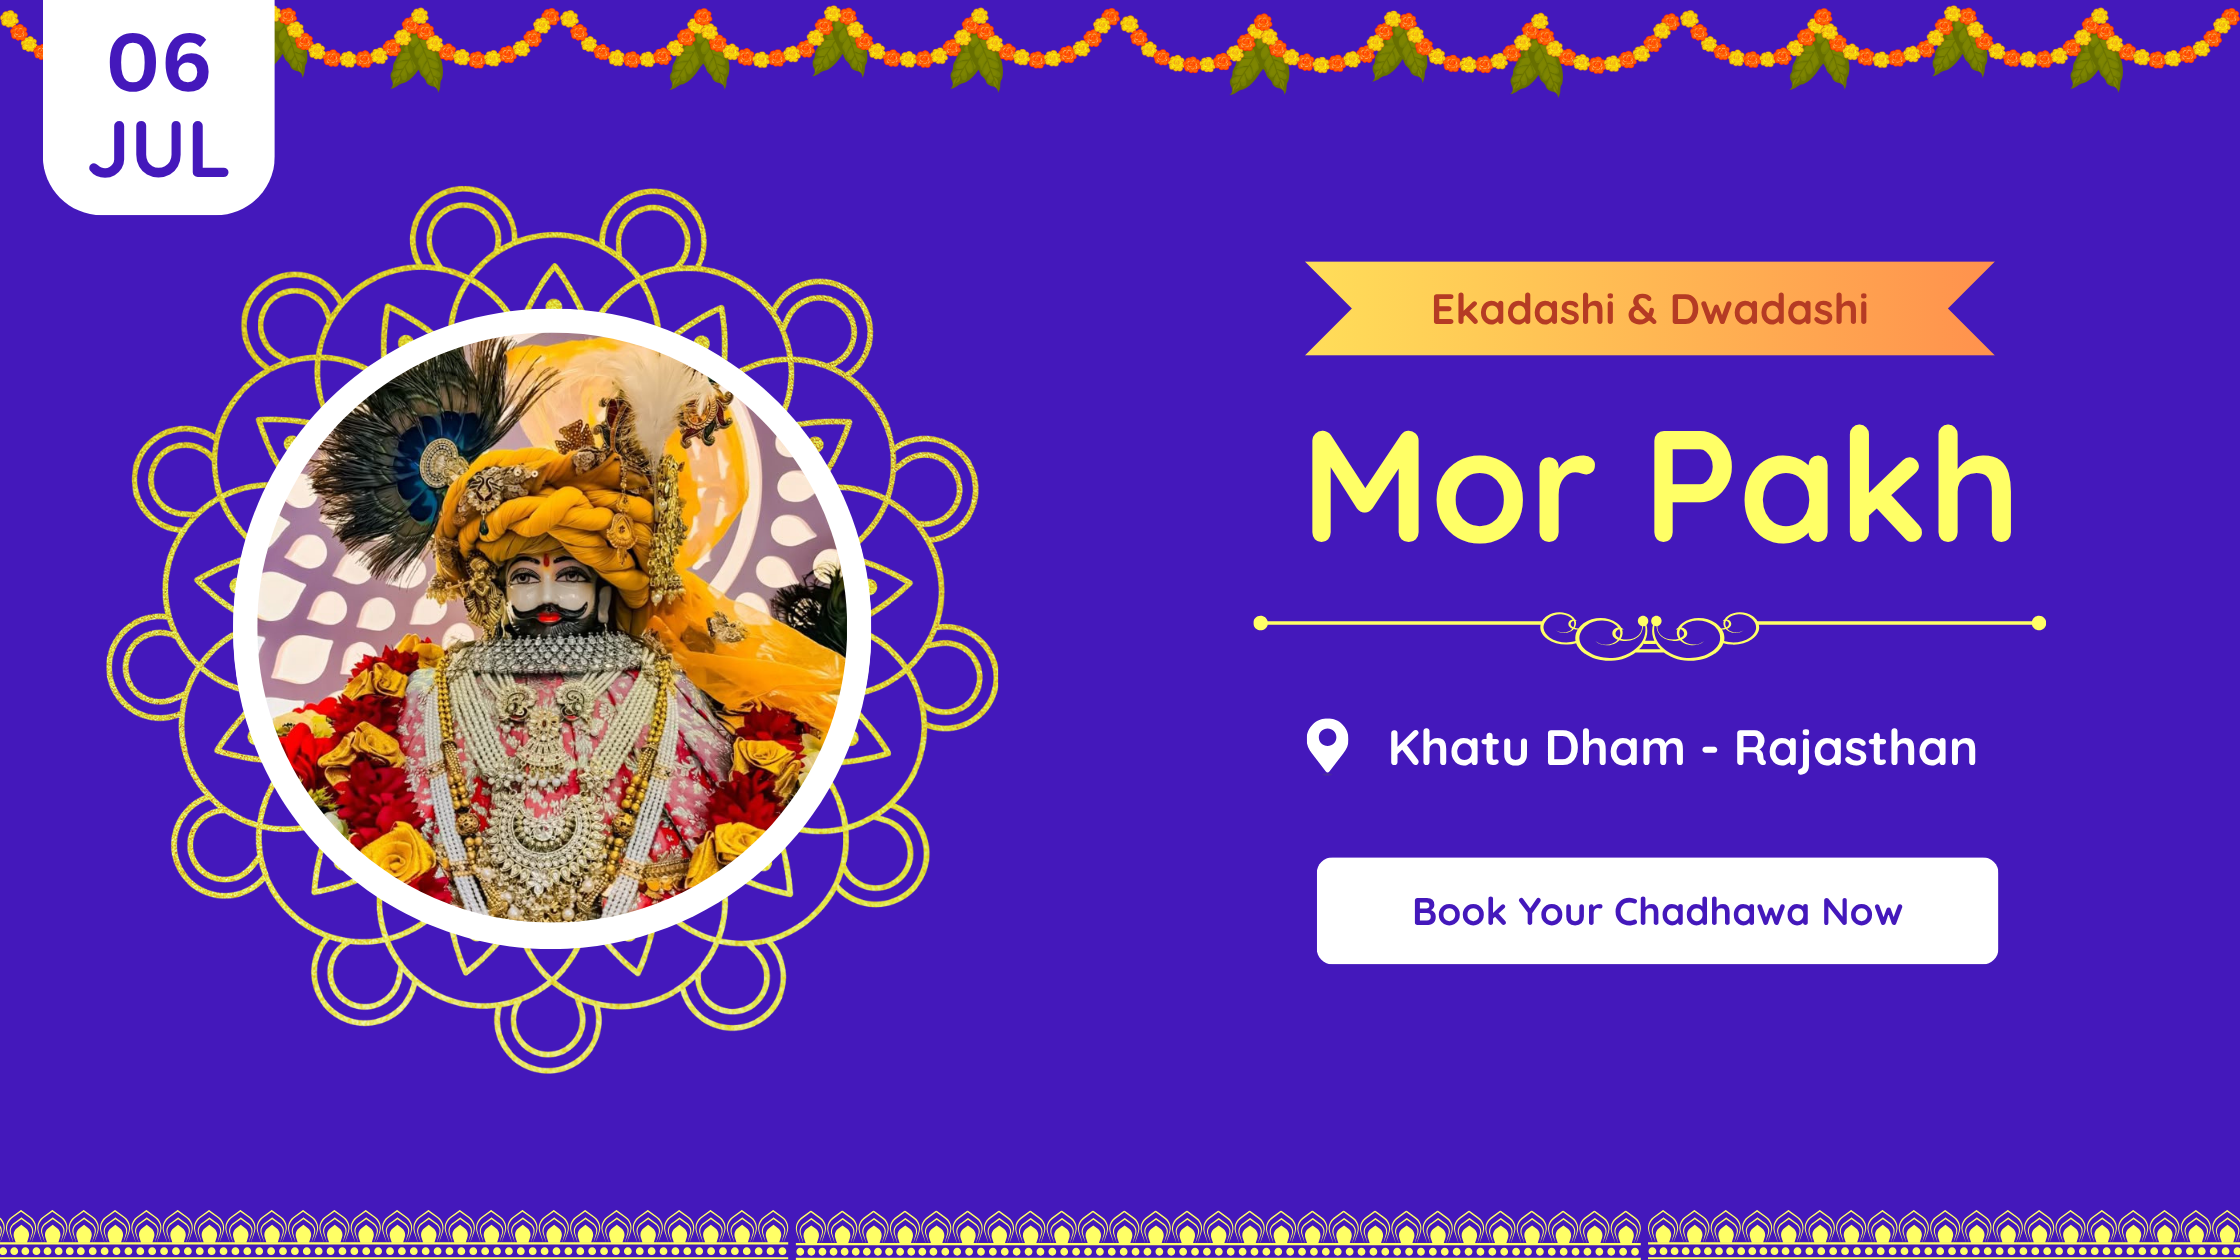 06
JUL
Ekadashi & Dwadashi
Mor Pakh
Khatu Dham - Rajasthan
Book Your Chadhawa Now